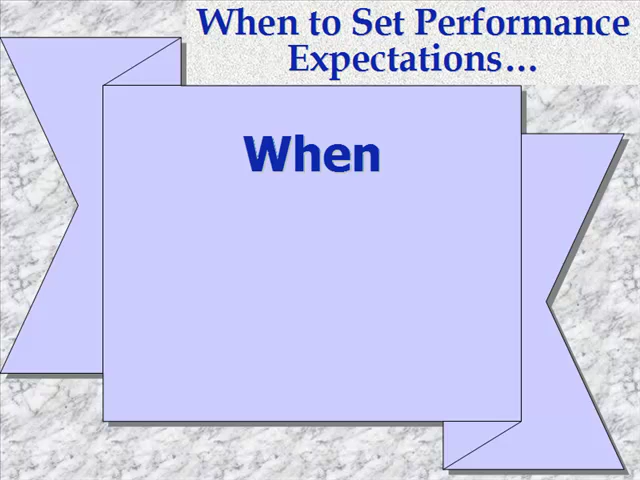 When to Set Performance
Expectations…
When